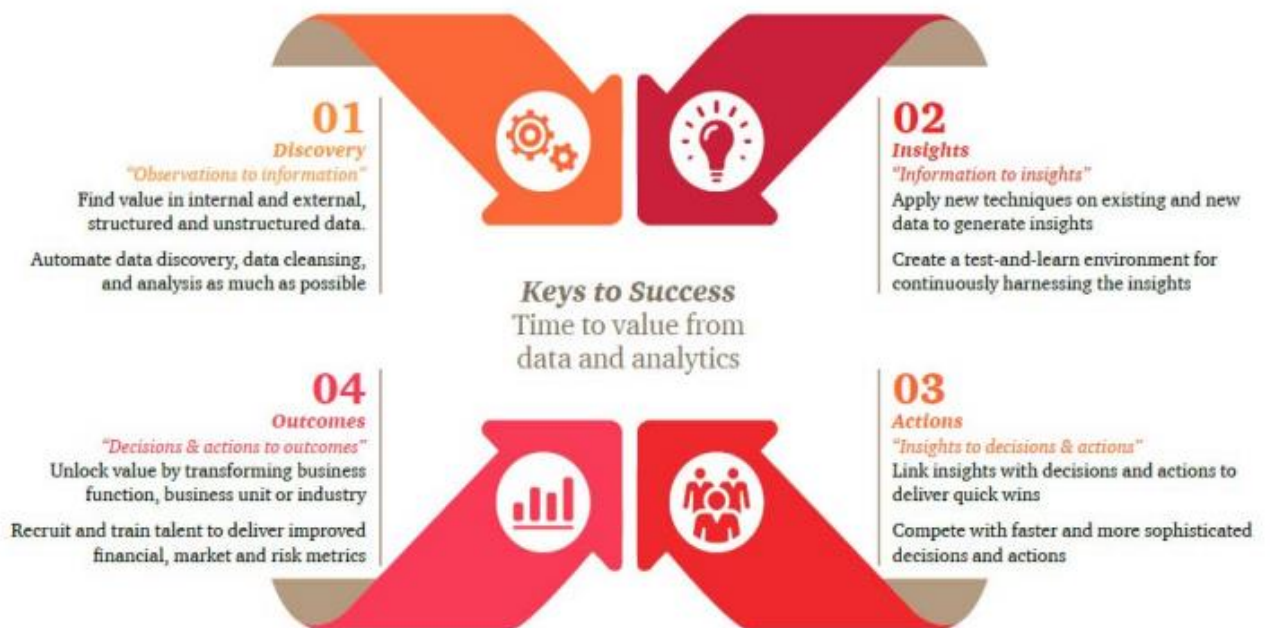 01
Discovery
"Observations to information"
Find value in internal and external,
structured and unstructured data.
Automate data discovery, data cleansing,
and analysis as much as possible
02
Insights
"Information to insights"
Apply new techniques on existing and new
data to generate insights
Create a test-and-learn environment for
continuously harnessing the insights
Keys to Success
Time to value from
data and analytics
04
Outcomes
"Decisions & actions to outcomes"
Unlock value by transforming business
function, business unit or industry
Recruit and train talent to deliver improved
financial, market and risk metrics
03
Actions
"Insights to decisions & actions"
Link insights with decisions and actions to
deliver quick wins
Compete with faster and more sophisticated
decisions and actions